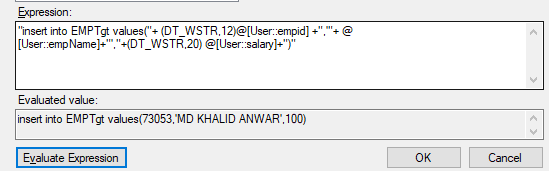 Expression:
"insert into EMPTgt values("+ (DT_WSTR,12)@[User::empid] +",'"+ @
[User::empName]+"',"+(DT_WSTR,20) @[User::salary]+")"
Evaluated value:
insert into EMPTgt values(73053,'MD KHALID ANWAR',100)
Evaluate Expression OK Cancel